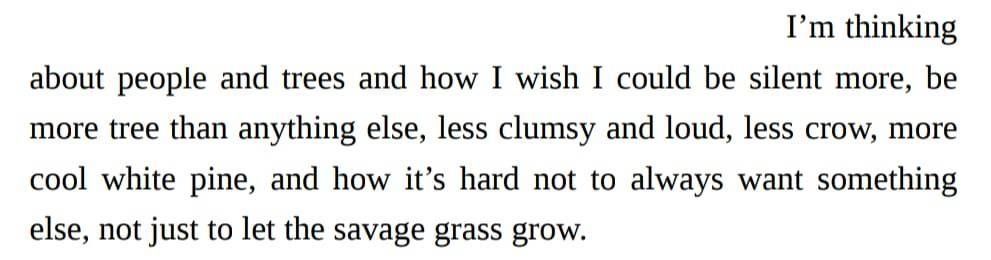 I’m thinking
about people and trees and how I wish I could be silent more, be
more tree than anything else, less clumsy and loud, less crow, more
cool white pine, and how it’s hard not to always want something
else, not just to let the savage grass grow.